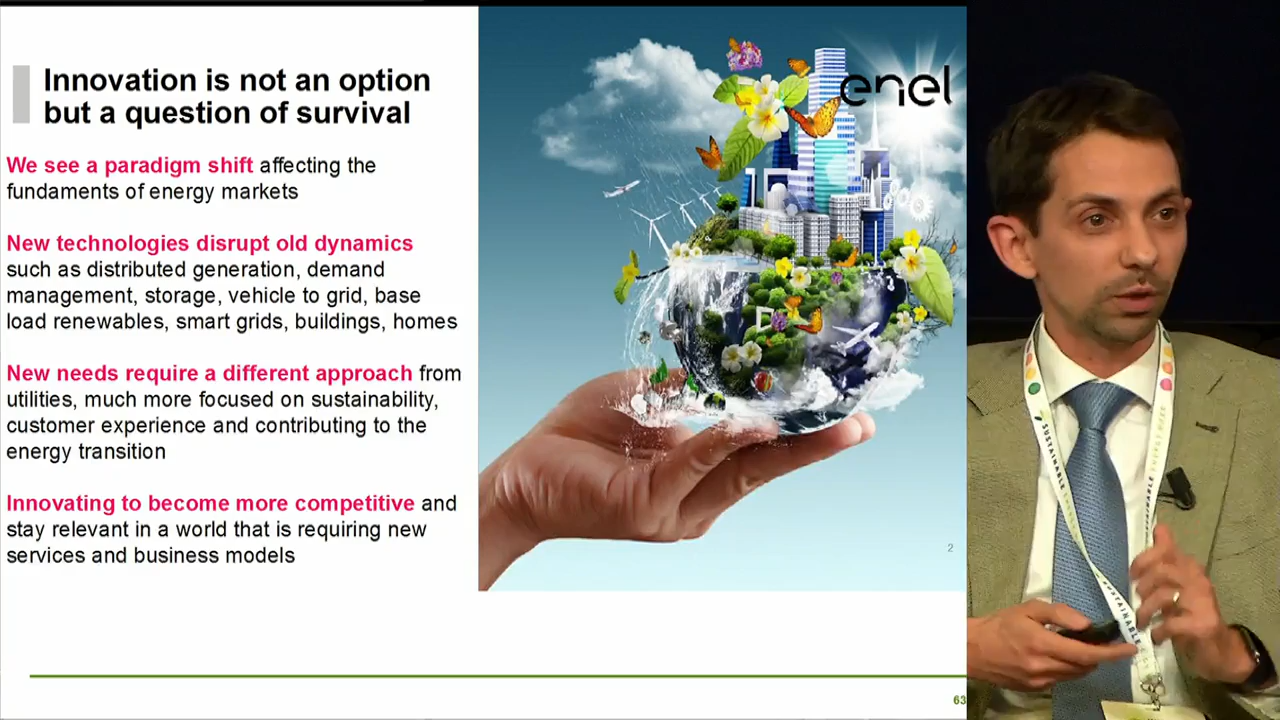 Innovation is not an option
but a question of survival
We see a paradigm shift affecting the
fundaments of energy markets
New technologies disrupt old dynamics
such as distributed generation, demand
management, storage, vehicle to grid, base
load renewables, smart grids, buildings, homes
New needs require a different approach from
utilities, much more focused on sustainability,
customer experience and contributing to the
energy transition
Innovating to become more competitive and
stay relevant in a world that is requiring new
services and business models
enel
2
63
SUSTAINABLE
ENERGY WEEK
SUSTAINABLE